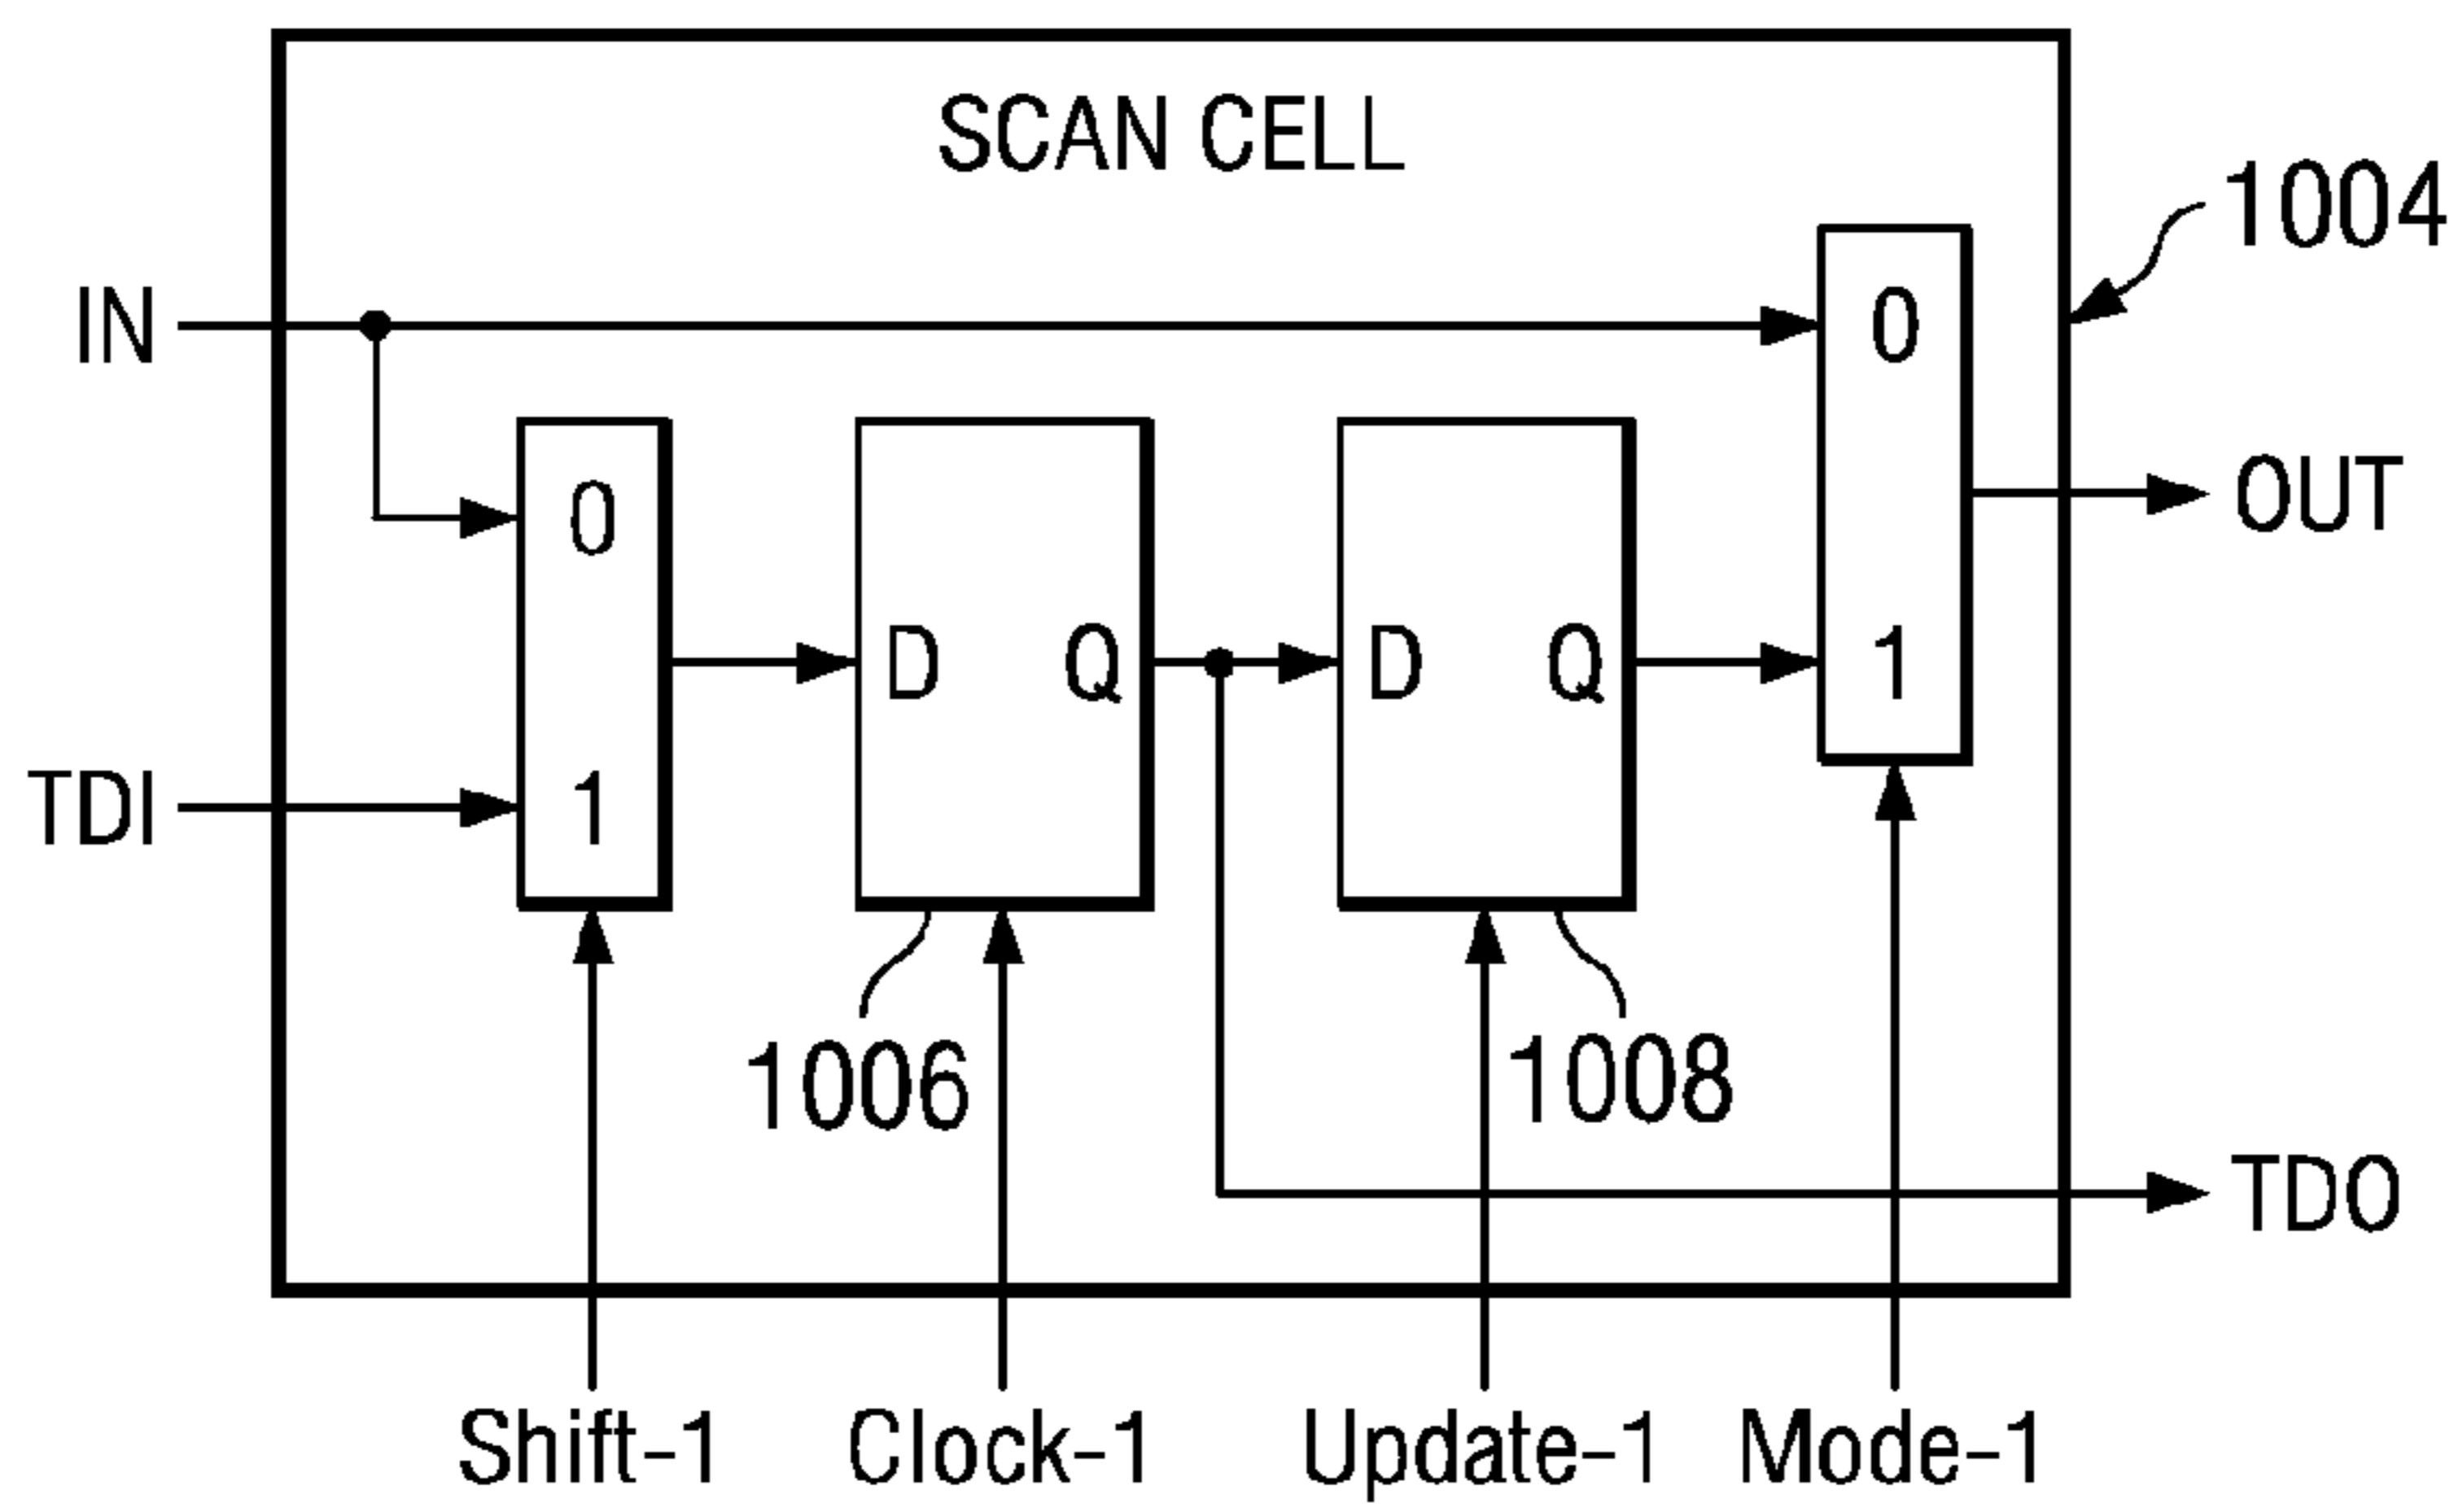 SCAN CELL
1004
IN
0
0
OUT
D Q
D Q
1
TDI
1
1006
1008
TDO
Shift-1 Clock-1 Update-1 Mode-1